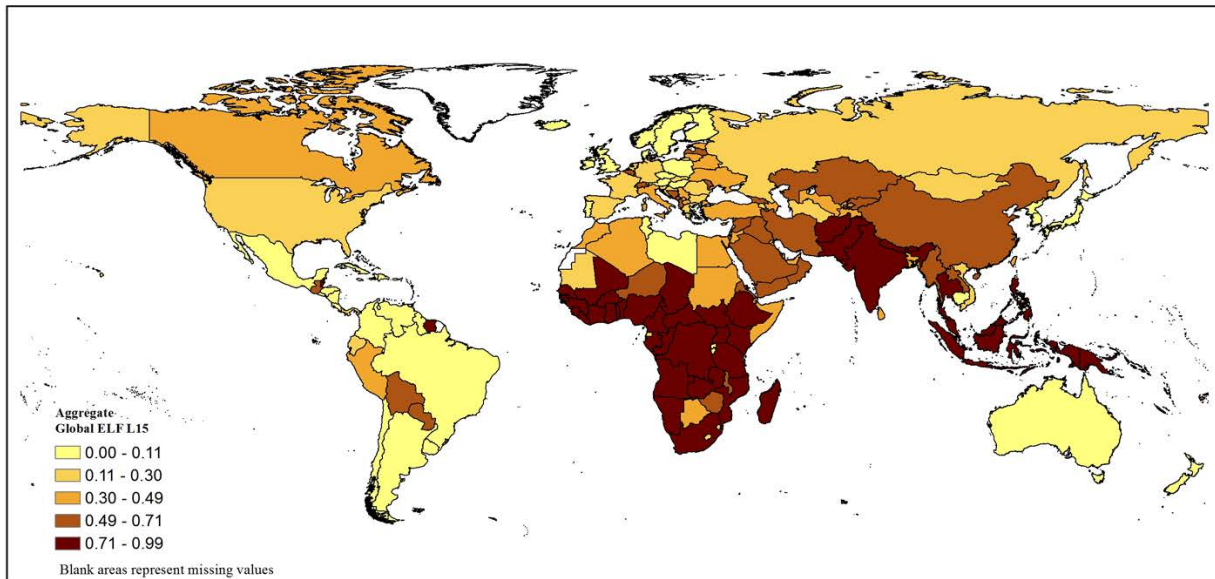 Aggregate
Global ELF L15
0.00 - 0.11
0.11 - 0.30
0.30 - 0.49
0.49 - 0.71
0.71 - 0.99
Blank areas represent missing values